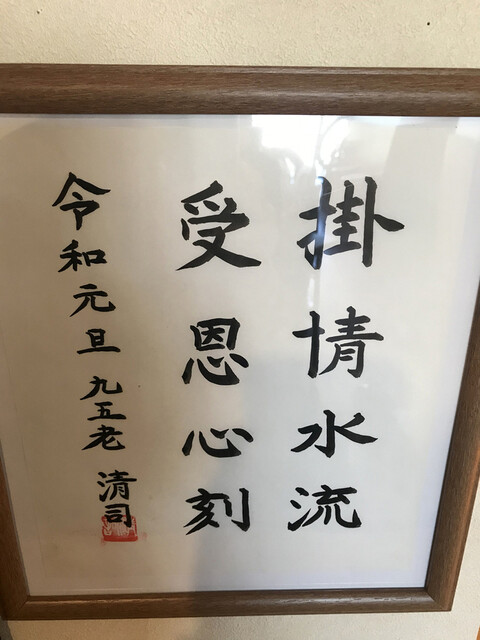 掛情水流
受恩心刻
令和元旦 九五老 清司